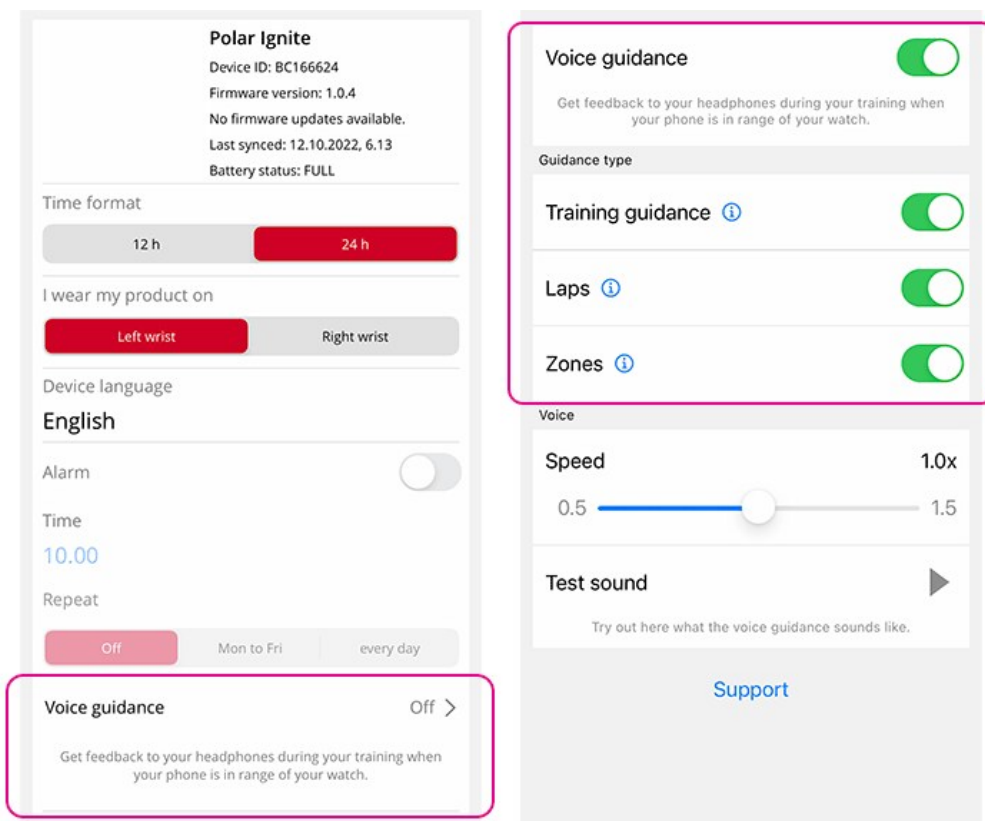 Polar Ignite
Device ID: BC166624
Firmware version: 1.0.4
No firmware updates available.
Last synced: 12.10.2022, 6.13
Battery status: FULL
Time format
12 h
24 h
I wear my product on
Left wrist
Right wrist
Device language
English
Alarm
Time
10.00
Repeat
Off
Mon to Fri
every day
Voice guidance
Off
Get feedback to your headphones during your training when
your phone is in range of your watch.
Voice guidance
Get feedback to your headphones during your training when
your phone is in range of your watch.
Guidance type
Training guidance
Laps
Zones
Voice
Speed
1.0x
0.5
1.5
Test sound
Try out here what the voice guidance sounds like.
Support